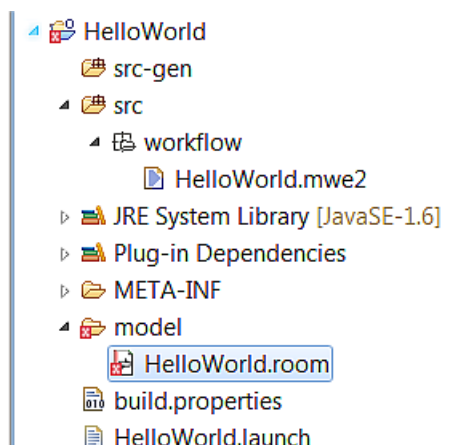 HelloWorld
src-gen
src
workflow
HelloWorld.mwe2
JRE System Library [JavaSE-1.6]
Plug-in Dependencies
META-INF
model
HelloWorld.room
build.properties
HelloWorld.launch